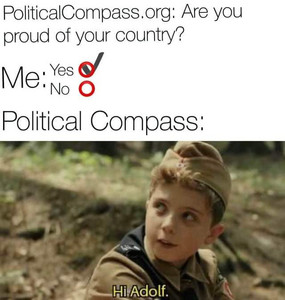 PoliticalCompass.org: Are you
proud of your country?
Me: Yes
No
Political Compass:
Hi Adolf.